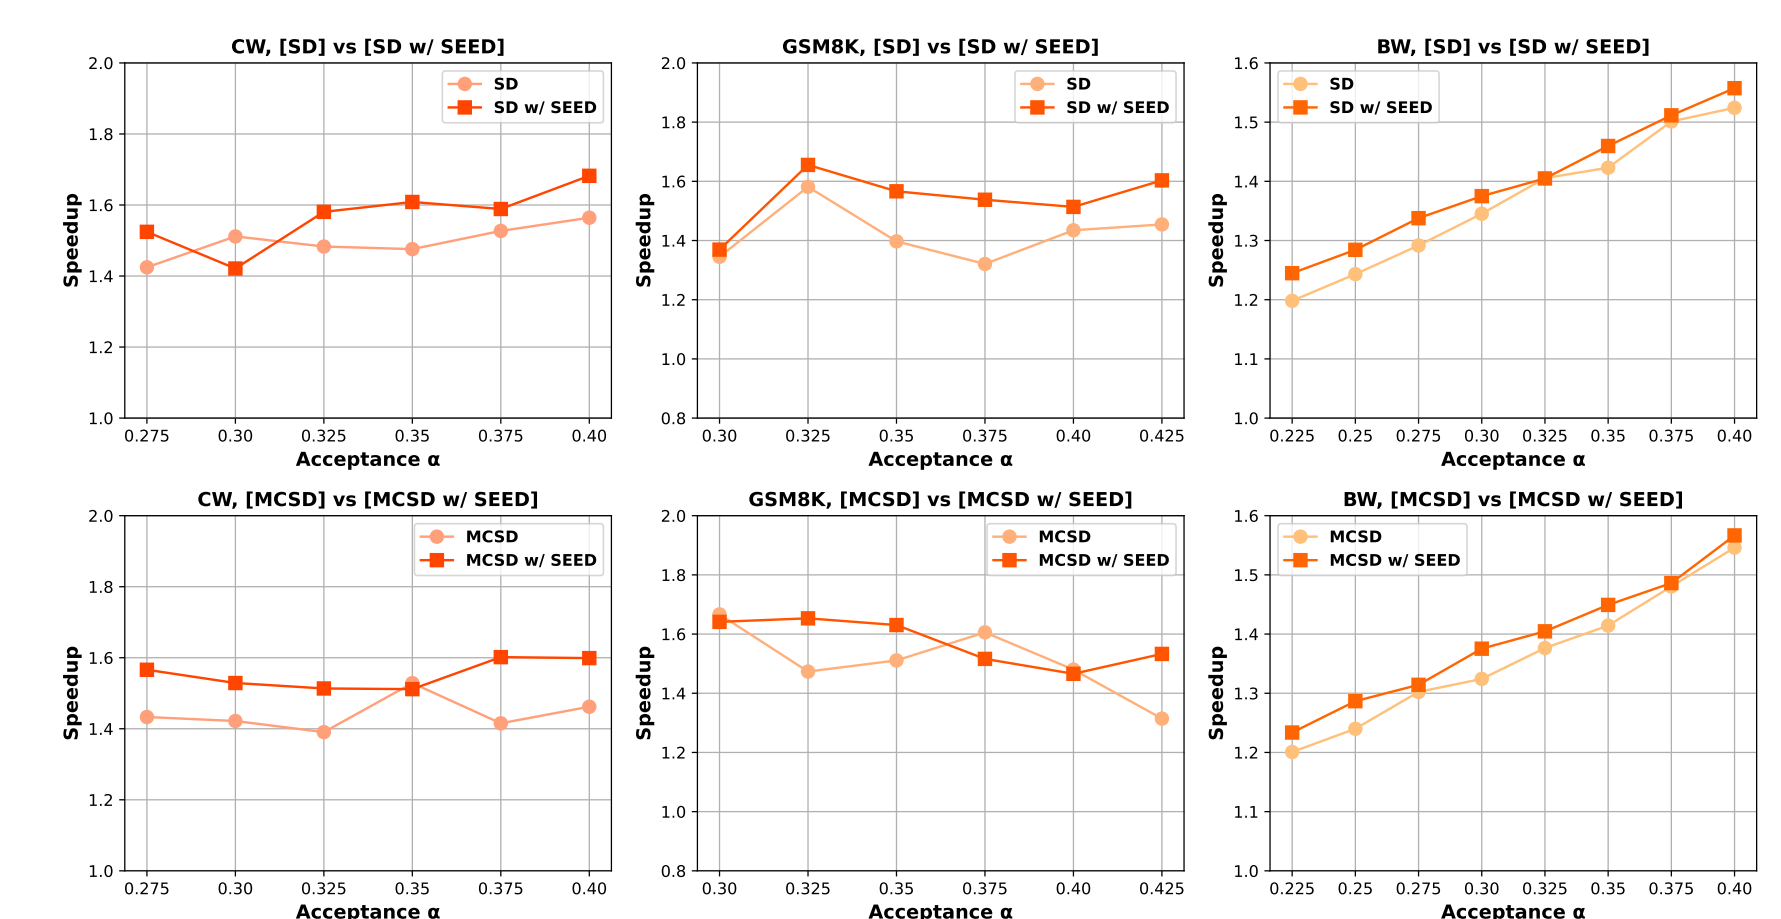 CW, [SD] vs [SD w/ SEED]
SD
SD w/ SEED
Speedup
2.0
1.8
1.6
1.4
1.2
1.0
0.275 0.30 0.325 0.35 0.375 0.40
Acceptance α
GSM8K, [SD] vs [SD w/ SEED]
SD
SD w/ SEED
Speedup
2.0
1.8
1.6
1.4
1.2
1.0
0.8
0.30 0.325 0.35 0.375 0.40 0.425
Acceptance α
BW, [SD] vs [SD w/ SEED]
SD
SD w/ SEED
Speedup
1.6
1.5
1.4
1.3
1.2
1.1
1.0
0.225 0.25 0.275 0.30 0.325 0.35 0.375 0.40
Acceptance α
CW, [MCSD] vs [MCSD w/ SEED]
MCSD
MCSD w/ SEED
Speedup
2.0
1.8
1.6
1.4
1.2
1.0
0.275 0.30 0.325 0.35 0.375 0.40
Acceptance α
GSM8K, [MCSD] vs [MCSD w/ SEED]
MCSD
MCSD w/ SEED
Speedup
2.0
1.8
1.6
1.4
1.2
1.0
0.8
0.30 0.325 0.35 0.375 0.40 0.425
Acceptance α
BW, [MCSD] vs [MCSD w/ SEED]
MCSD
MCSD w/ SEED
Speedup
1.6
1.5
1.4
1.3
1.2
1.1
1.0
0.225 0.25 0.275 0.30 0.325 0.35 0.375 0.40
Acceptance α